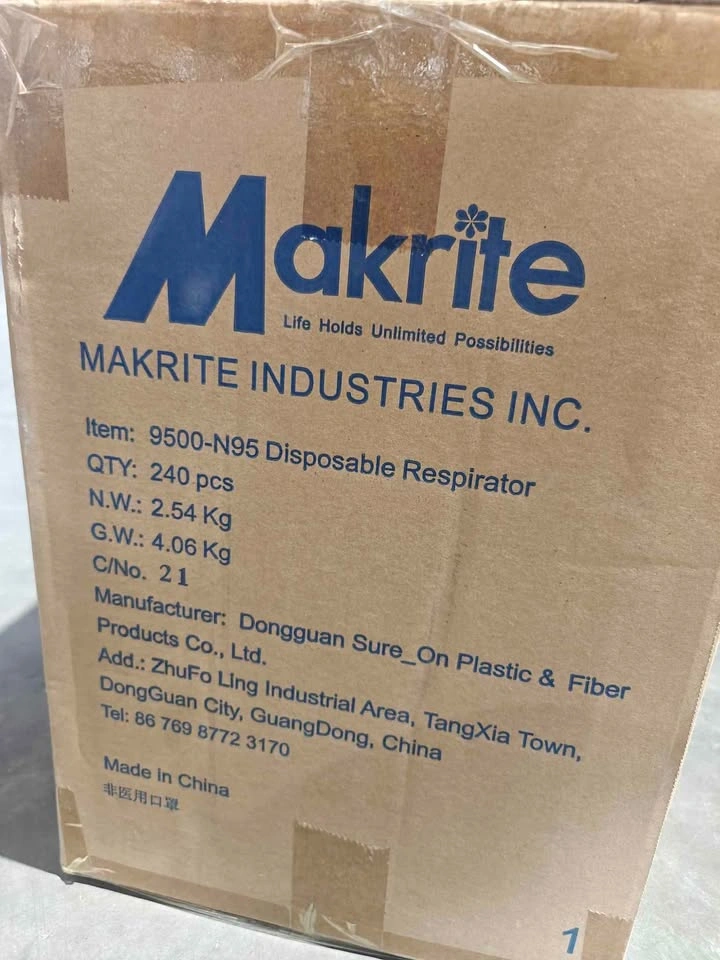 Makrite
Life Holds Unlimited Possibilities
MAKRITE INDUSTRIES INC.
Item: 9500-N95 Disposable Respirator
QTY: 240 pcs
N.W.: 2.54 Kg
G.W.: 4.06 Kg
C/No. 21
Manufacturer: Dongguan Sure_On Plastic & Fiber
Products Co., Ltd.
Add.: ZhuFo Ling Industrial Area, TangXia Town,
DongGuan City, GuangDong, China
Tel: 86 769 8772 3170
Made in China
非医用口罩
1